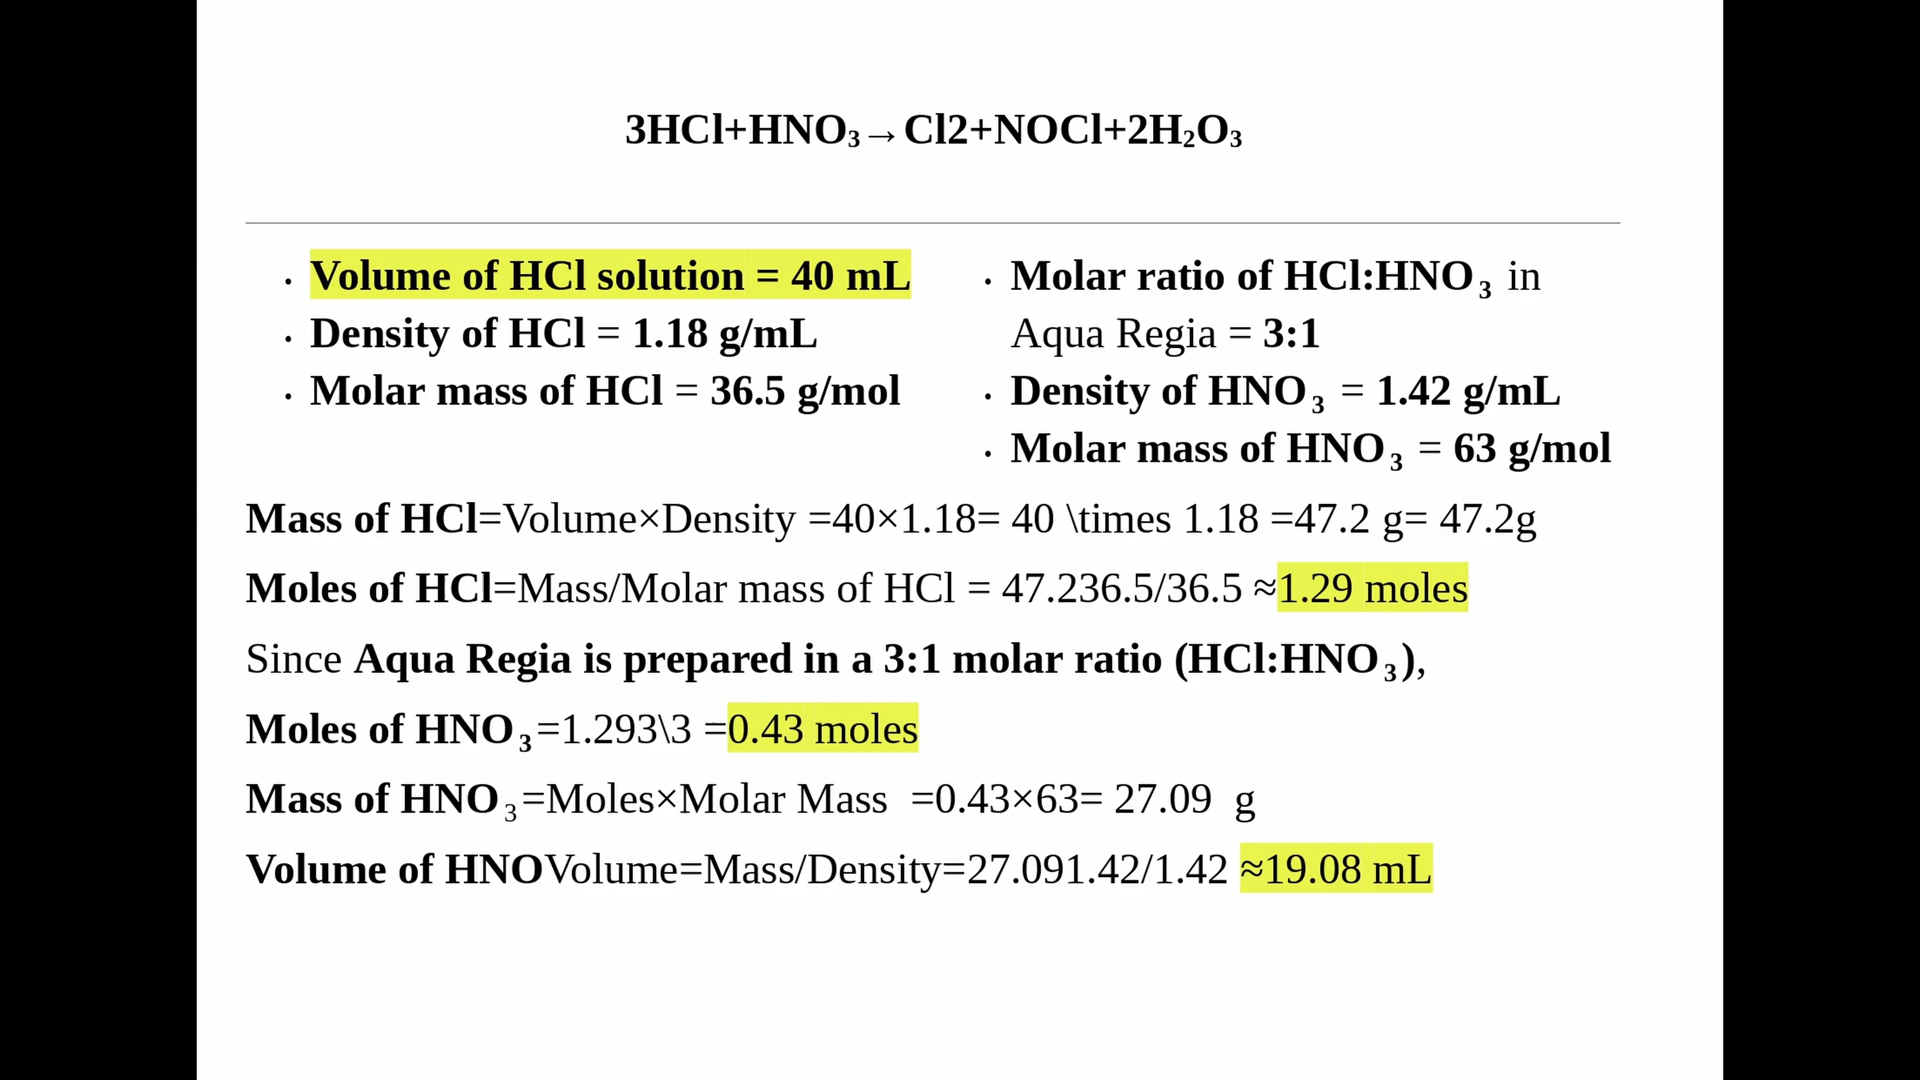 3HCl+HNO₃→Cl2+NOCl+2H₂O₃
• Volume of HCl solution = 40 mL
• Density of HCl = 1.18 g/mL
• Molar mass of HCl = 36.5 g/mol
• Molar ratio of HCl:HNO₃ in
Aqua Regia = 3:1
• Density of HNO₃ = 1.42 g/mL
• Molar mass of HNO₃ = 63 g/mol
Mass of HCl=Volume×Density =40×1.18= 40 \times 1.18 =47.2 g= 47.2g
Moles of HCl=Mass/Molar mass of HCl = 47.236.5/36.5 ≈1.29 moles
Since Aqua Regia is prepared in a 3:1 molar ratio (HCl:HNO₃),
Moles of HNO₃=1.293\3 =0.43 moles
Mass of HNO₃=Moles×Molar Mass =0.43×63= 27.09 g
Volume of HNOVolume=Mass/Density=27.091.42/1.42 ≈19.08 mL